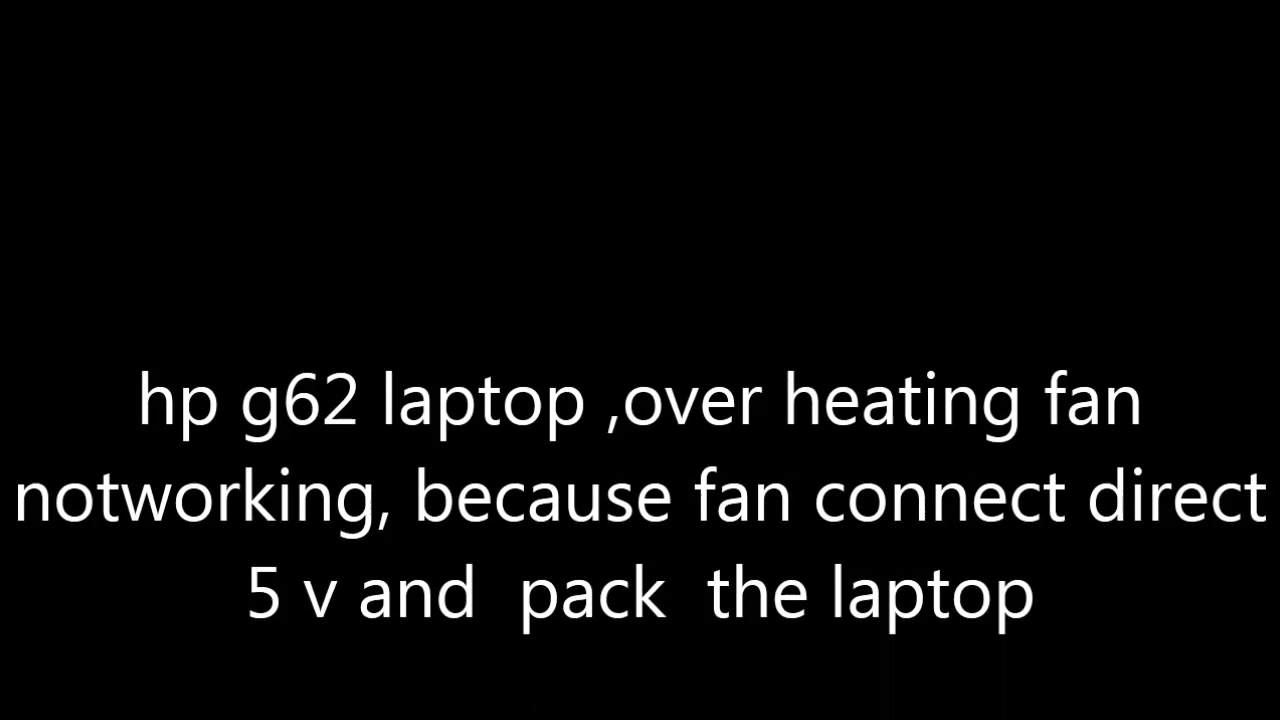 hp g62 laptop ,over heating fan
notworking, because fan connect direct
5 v and  pack  the laptop